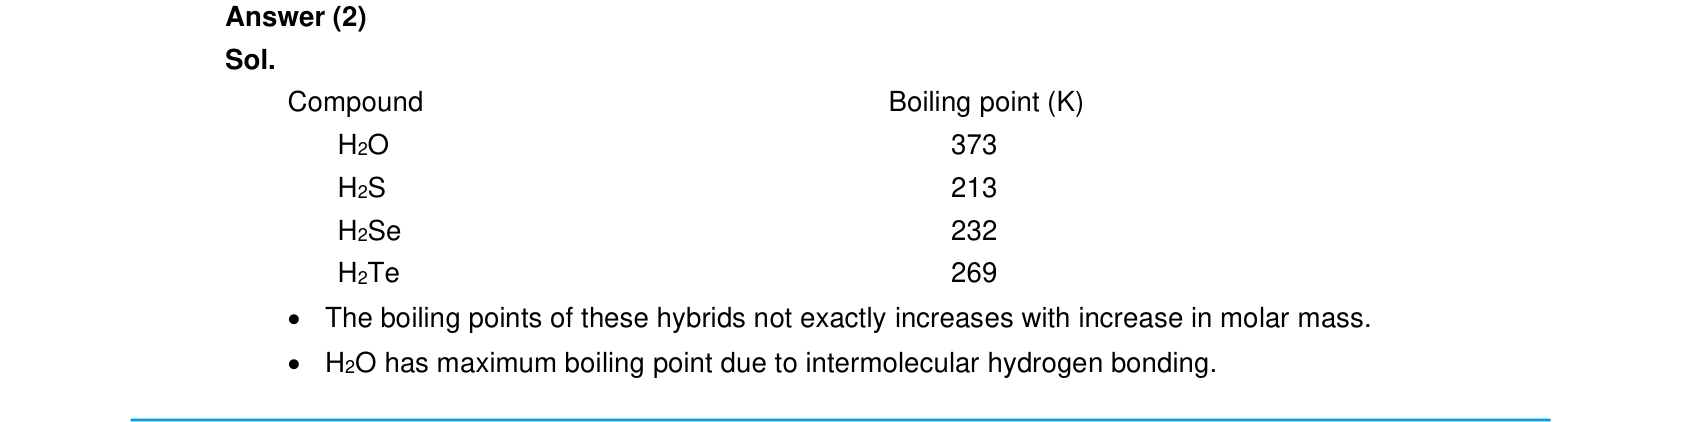 Answer (2)
Sol.
Compound Boiling point (K)
H2O 373
H2S 213
H2Se 232
H2Te 269
• The boiling points of these hybrids not exactly increases with increase in molar mass.
• H2O has maximum boiling point due to intermolecular hydrogen bonding.